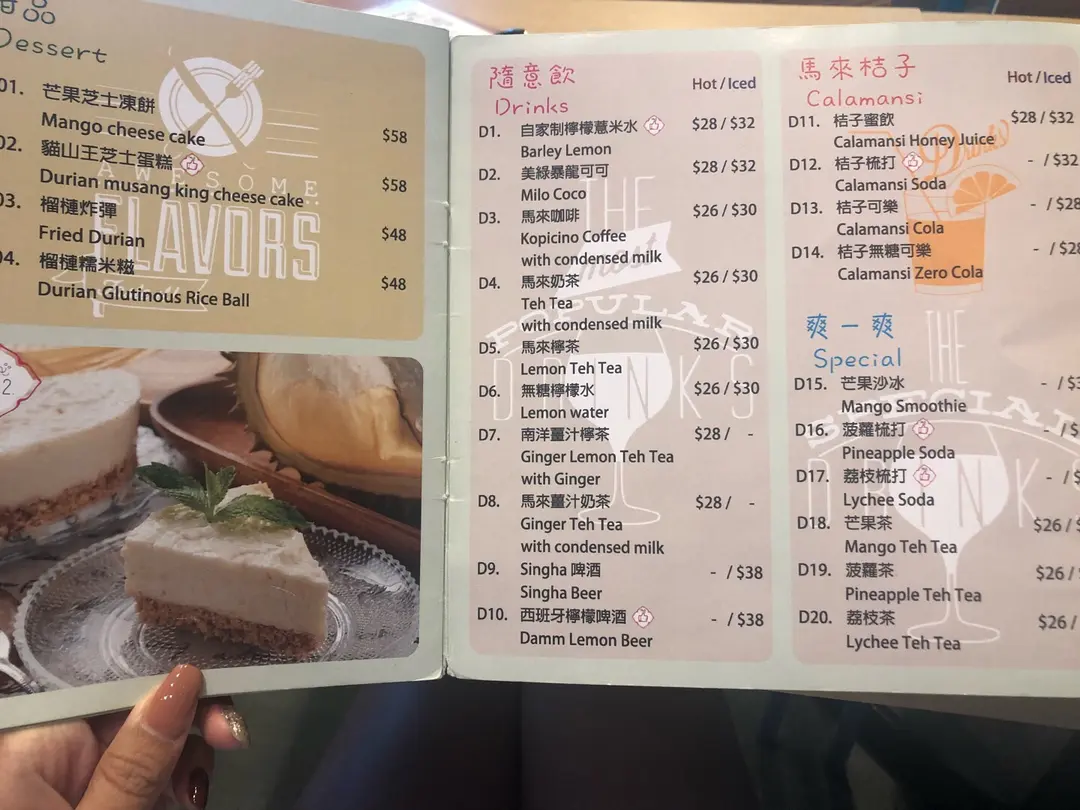 甜品
Dessert
01. 芒果芝士凍餅
Mango cheese cake $58
02. 貓山王芝士蛋糕
Durian musang king cheese cake $58
03. 榴槤炸彈
Fried Durian $48
04. 榴槤糯米糍
Durian Glutinous Rice Ball $48
AWESOME
FLAVORS
2.
隨意飲 Hot / Iced
Drinks
D1. 自家制檸檬薏米水 $28 / $32
Barley Lemon
D2. 美綠暴龍可可 $28 / $32
Milo Coco
D3. 馬來咖啡 $26 / $30
Kopicino Coffee
with condensed milk
D4. 馬來奶茶 $26 / $30
Teh Tea
with condensed milk
D5. 馬來檸茶 $26 / $30
Lemon Teh Tea
D6. 無糖檸檬水 $26 / $30
Lemon water
D7. 南洋薑汁檸茶 $28 / -
Ginger Lemon Teh Tea
with Ginger
D8. 馬來薑汁奶茶 $28 / -
Ginger Teh Tea
with condensed milk
D9. Singha 啤酒 - / $38
Singha Beer
D10. 西班牙檸檬啤酒 - / $38
Damm Lemon Beer
THE
most
POPULAR
DRINKS
馬來桔子 Hot / Iced
Calamansi
D11. 桔子蜜飲 $28 / $32
Calamansi Honey Juice
D12. 桔子梳打 - / $32
Calamansi Soda
D13. 桔子可樂 - / $28
Calamansi Cola
D14. 桔子無糖可樂 - / $28
Calamansi Zero Cola
Drinks
爽一爽
Special
D15. 芒果沙冰 - / $3
Mango Smoothie
D16. 菠蘿梳打 - / $
Pineapple Soda
D17. 荔枝梳打 - / $
Lychee Soda
D18. 芒果茶 $26 / $
Mango Teh Tea
D19. 菠蘿茶 $26 /
Pineapple Teh Tea
D20. 荔枝茶 $26 /
Lychee Teh Tea
THE
SPECIAL
DRINK